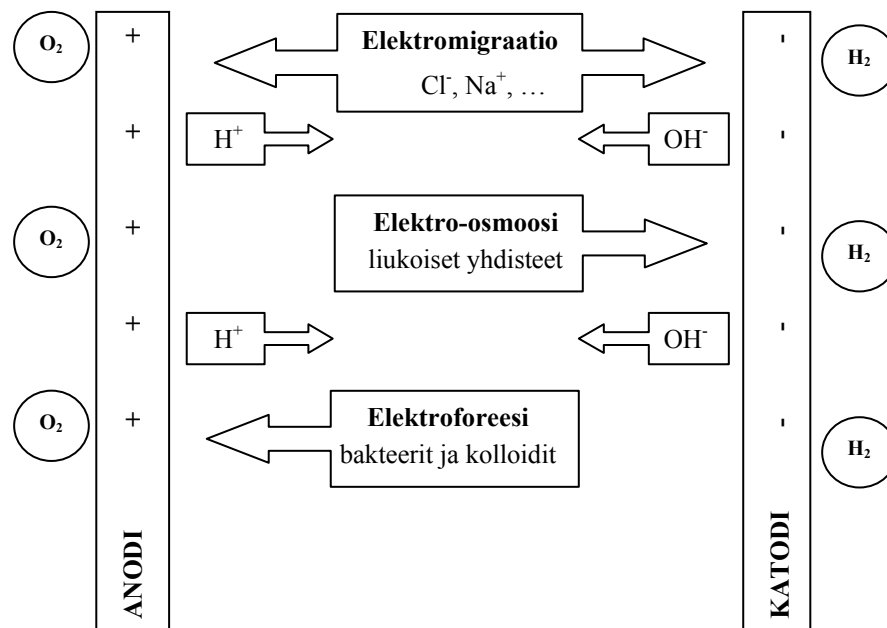 O₂ + Elektromigraatio - H₂
Cl⁻, Na⁺, …
+ H⁺ OH⁻ -
O₂ + Elektro-osmoosi - H₂
liukoiset yhdisteet
+ H⁺ OH⁻ -
O₂ + Elektroforeesi - H₂
bakteerit ja kolloidit
ANODI
KATODI